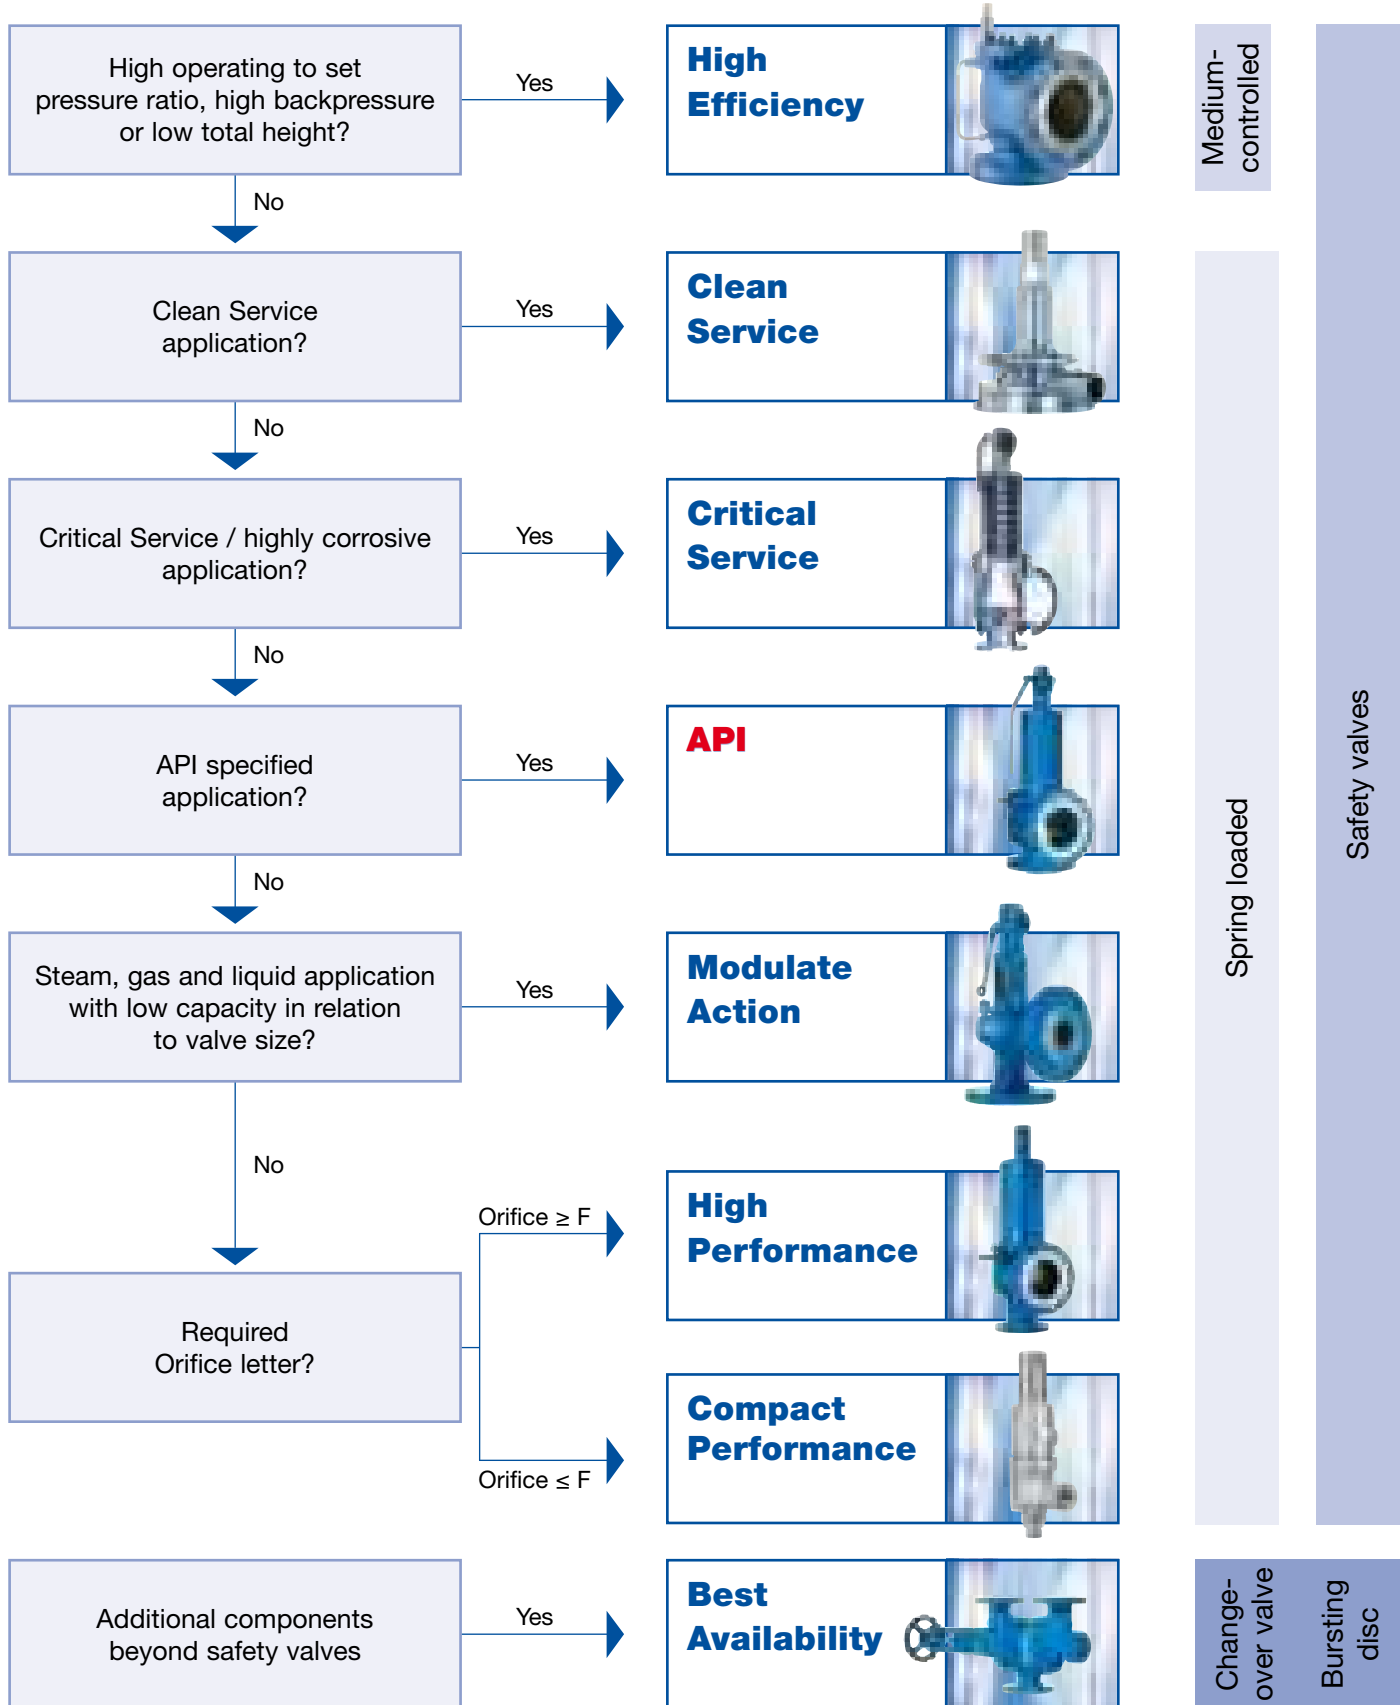 High operating to set
pressure ratio, high backpressure
or low total height?
Yes
High
Efficiency
Medium-
controlled
No
Clean Service
application?
Yes
Clean
Service
No
Critical Service / highly corrosive
application?
Yes
Critical
Service
No
API specified
application?
Yes
API
No
Steam, gas and liquid application
with low capacity in relation
to valve size?
Yes
Modulate
Action
No
Required
Orifice letter?
Orifice ≥ F
High
Performance
Orifice ≤ F
Compact
Performance
Spring loaded
Safety valves
Additional components
beyond safety valves
Yes
Best
Availability
Change-
over valve
Bursting
disc